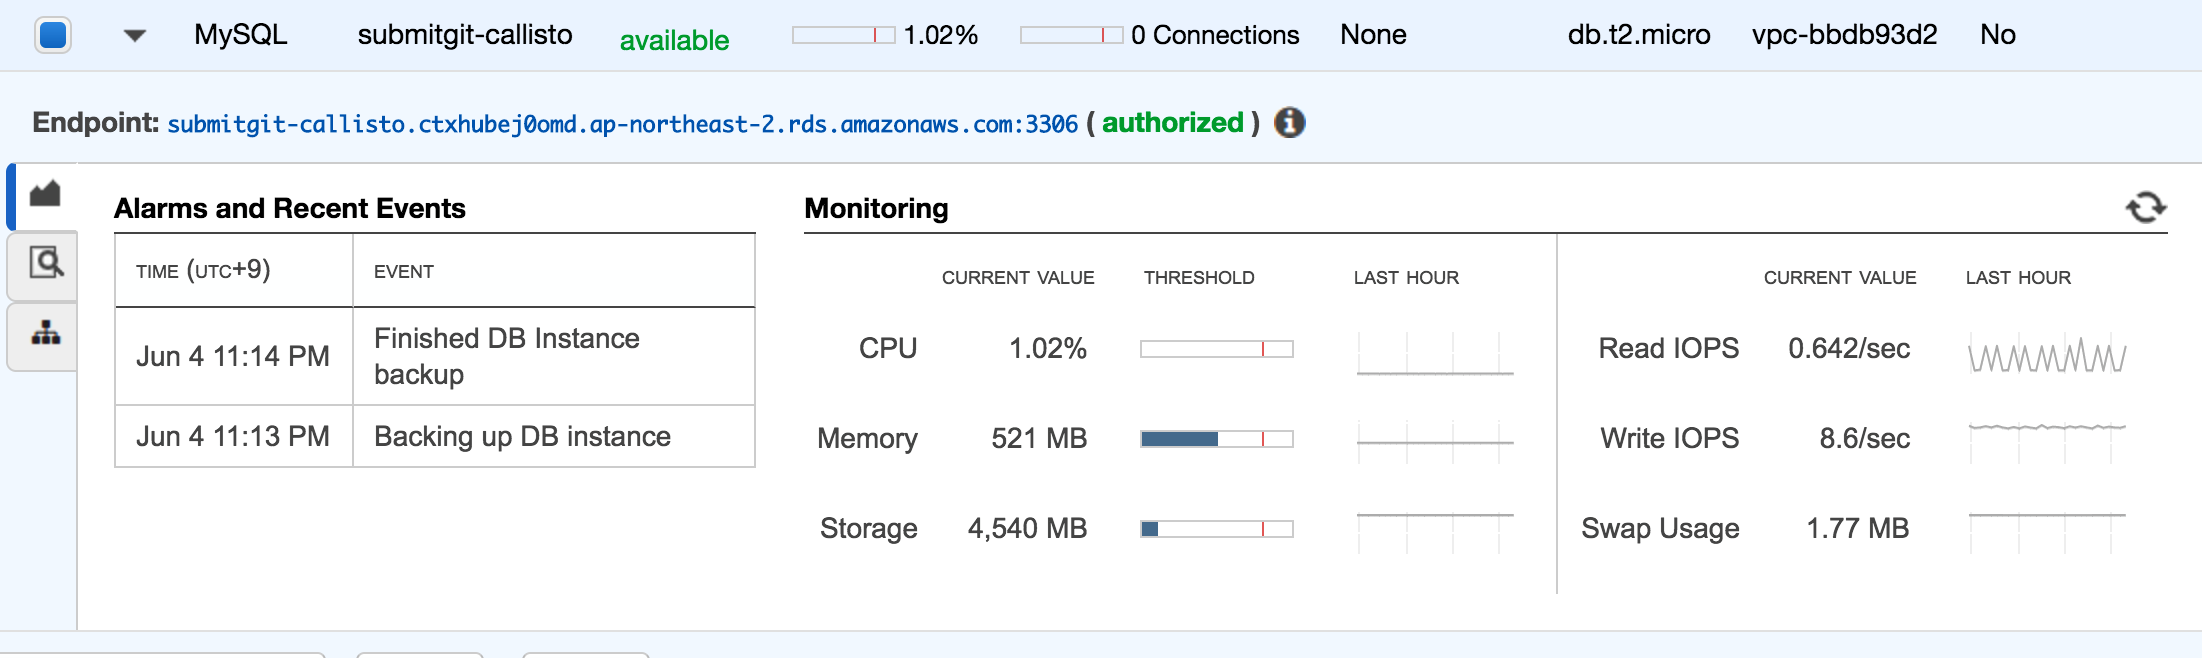 MySQL submitgit-callisto available 1.02% 0 Connections None db.t2.micro vpc-bbdb93d2 No
Endpoint: submitgit-callisto.ctxhubej0omd.ap-northeast-2.rds.amazonaws.com:3306 ( authorized )
Alarms and Recent Events
TIME (UTC+9) EVENT
Jun 4 11:14 PM Finished DB Instance
backup
Jun 4 11:13 PM Backing up DB instance
Monitoring
CURRENT VALUE THRESHOLD LAST HOUR
CPU 1.02%
Memory 521 MB
Storage 4,540 MB
CURRENT VALUE LAST HOUR
Read IOPS 0.642/sec
Write IOPS 8.6/sec
Swap Usage 1.77 MB